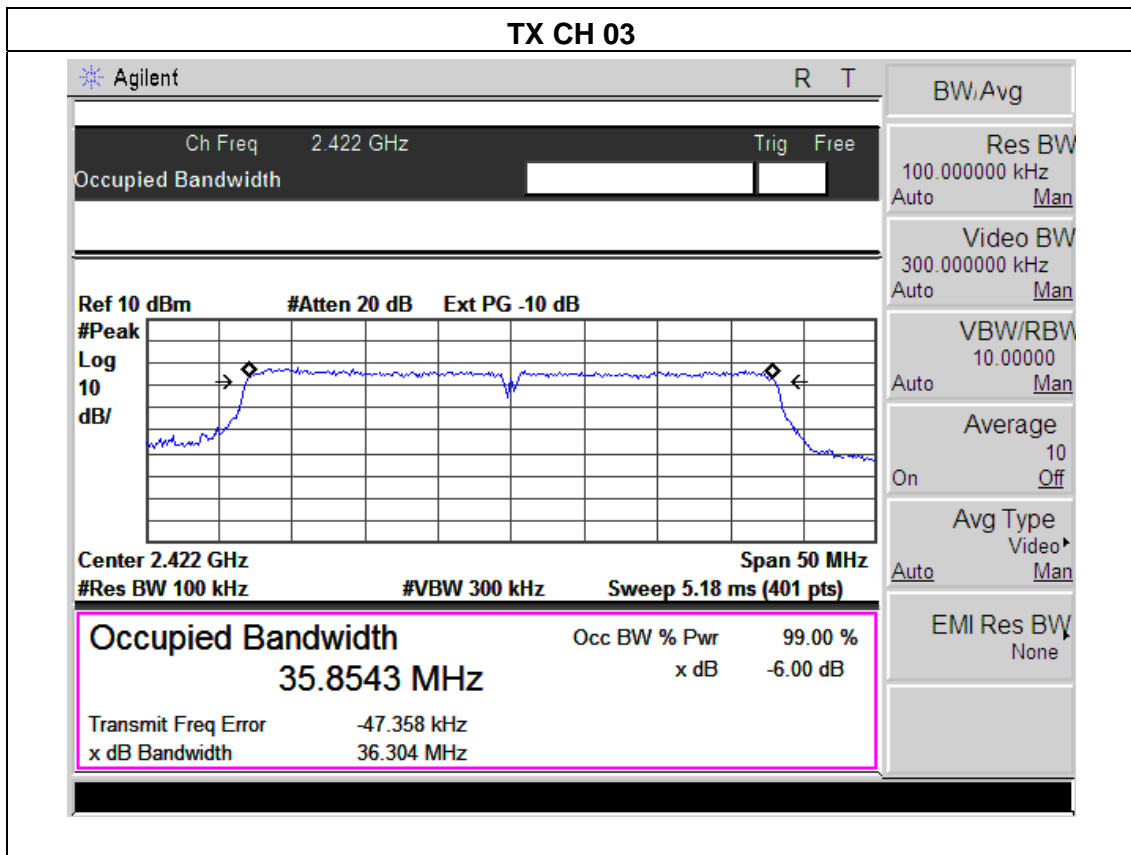 TX CH 03
Agilent R T
Ch Freq 2.422 GHz Trig Free
Occupied Bandwidth
Ref 10 dBm #Atten 20 dB Ext PG -10 dB
#Peak
Log
10
dB/
Center 2.422 GHz Span 50 MHz
#Res BW 100 kHz #VBW 300 kHz Sweep 5.18 ms (401 pts)
Occupied Bandwidth Occ BW % Pwr 99.00 %
35.8543 MHz x dB -6.00 dB
Transmit Freq Error -47.358 kHz
x dB Bandwidth 36.304 MHz
BW/Avg
Res BW
100.000000 kHz
Auto Man
Video BW
300.000000 kHz
Auto Man
VBW/RBW
10.00000
Auto Man
Average
10
On Off
Avg Type
Video
Auto Man
EMI Res BW
None